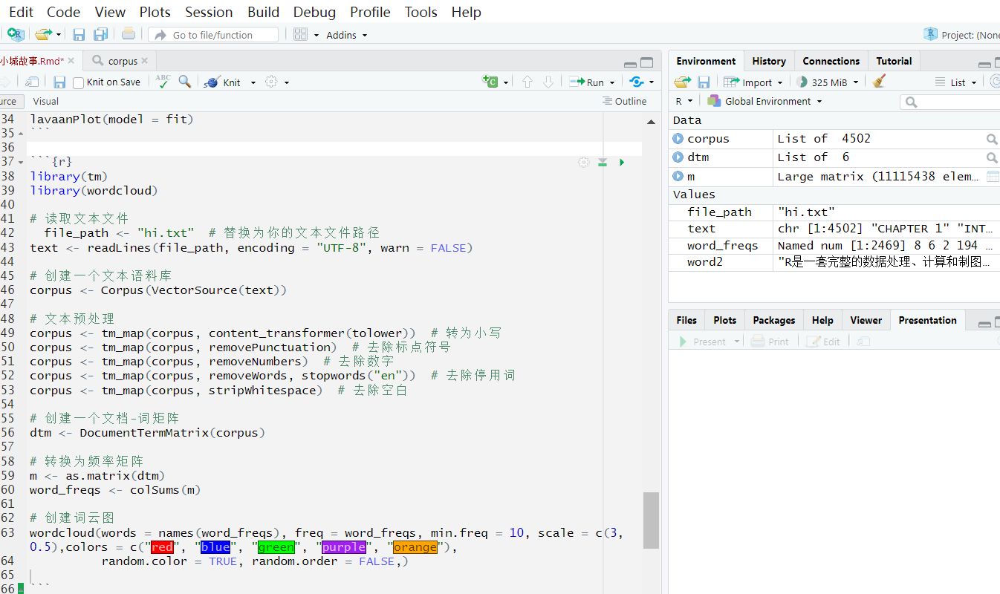 Edit Code View Plots Session Build Debug Profile Tools Help
Go to file/function Addins Project: (None
小城故事.Rmd* corpus
Knit on Save ABC Knit Run
urce Visual Outline
34 lavaanPlot(model = fit)
35 ```
36
37 ```{r}
38 library(tm)
39 library(wordcloud)
40
41 # 读取文本文件
42 file_path <- "hi.txt" # 替换为你的文本文件路径
43 text <- readLines(file_path, encoding = "UTF-8", warn = FALSE)
44
45 # 创建一个文本语料库
46 corpus <- Corpus(VectorSource(text))
47
48 # 文本预处理
49 corpus <- tm_map(corpus, content_transformer(tolower)) # 转为小写
50 corpus <- tm_map(corpus, removePunctuation) # 去除标点符号
51 corpus <- tm_map(corpus, removeNumbers) # 去除数字
52 corpus <- tm_map(corpus, removeWords, stopwords("en")) # 去除停用词
53 corpus <- tm_map(corpus, stripWhitespace) # 去除空白
54
55 # 创建一个文档-词矩阵
56 dtm <- DocumentTermMatrix(corpus)
57
58 # 转换为频率矩阵
59 m <- as.matrix(dtm)
60 word_freqs <- colSums(m)
61
62 # 创建词云图
63 wordcloud(words = names(word_freqs), freq = word_freqs, min.freq = 10, scale = c(3,
0.5),colors = c("red", "blue", "green", "purple", "orange"),
64 random.color = TRUE, random.order = FALSE,)
65
66 ```
Environment History Connections Tutorial
Import 325 MiB List
R Global Environment
Data
corpus List of 4502
dtm List of 6
m Large matrix (11115438 elem…
Values
file_path "hi.txt"
text chr [1:4502] "CHAPTER 1" "INT…
word_freqs Named num [1:2469] 8 6 2 194 …
word2 "R是一套完整的数据处理、计算和制图…
Files Plots Packages Help Viewer Presentation
Present Print Edit